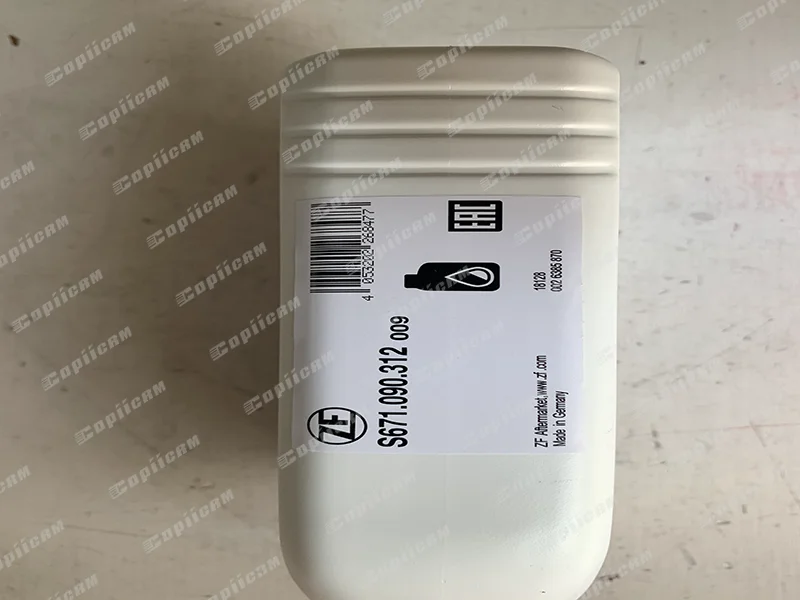 ZF
S671.090.312 009
4 053202 268477
EAC
18128
002 6385 870
ZF Aftermarket, www.zf.com
Made in Germany
Copiicam